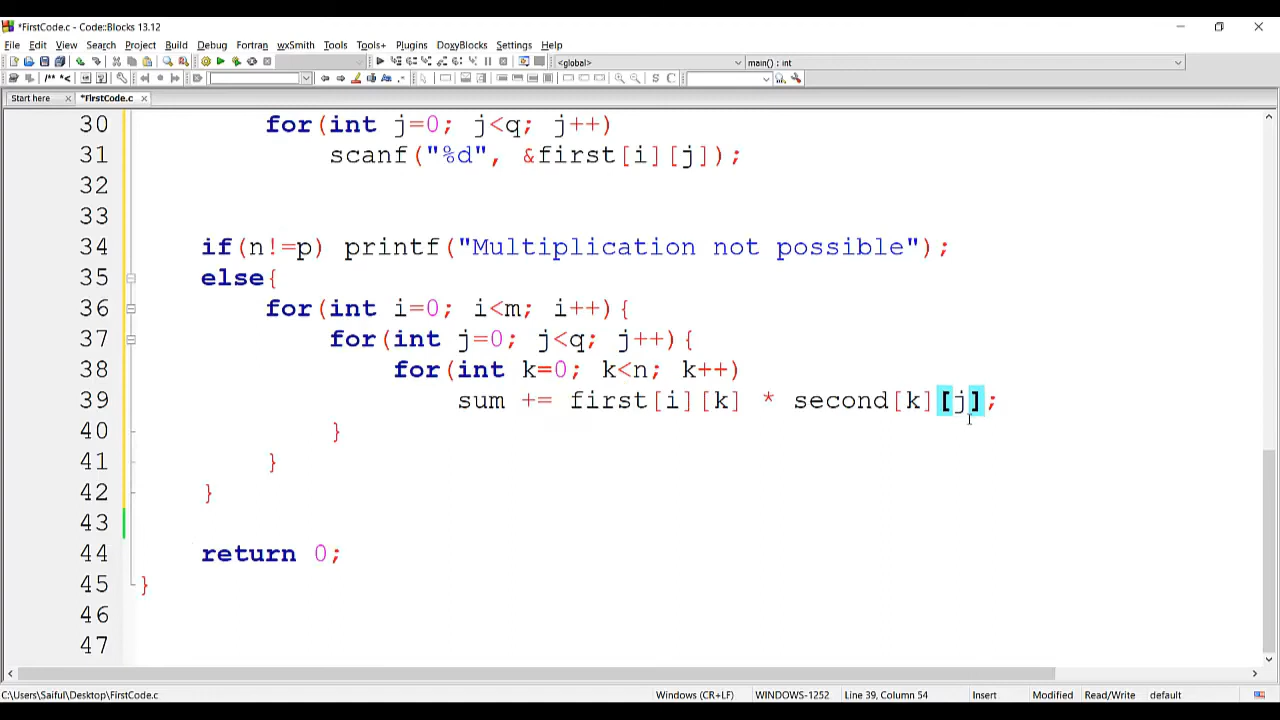 *FirstCode.c - Code::Blocks 13.12
File Edit View Search Project Build Debug Fortran wxSmith Tools Tools+ Plugins DoxyBlocks Settings Help
<global> main() : int
Start here *FirstCode.c
30 for(int j=0; j<q; j++)
31 scanf("%d", &first[i][j]);
32
33
34 if(n!=p) printf("Multiplication not possible");
35 else{
36 for(int i=0; i<m; i++){
37 for(int j=0; j<q; j++){
38 for(int k=0; k<n; k++)
39 sum += first[i][k] * second[k][j];
40 }
41 }
42 }
43
44 return 0;
45 }
46
47
C:\Users\Saiful\Desktop\FirstCode.c Windows (CR+LF) WINDOWS-1252 Line 39, Column 54 Insert Modified Read/Write default